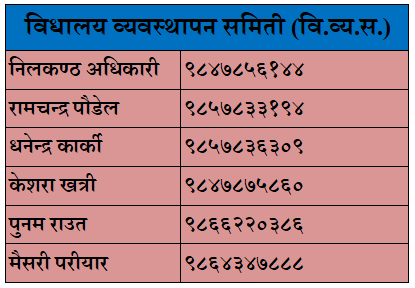 विधालय व्यवस्थापन समिती (वि.व्य.स.)
निलकण्ठ अधिकारी ९८४७८५६१४४
रामचन्द्र पौडेल ९८५७८३३१९४
धनेन्द्र कार्की ९८५७८३६३०९
केशरा खत्री ९८४७८७५८६०
पुनम राउत ९८६६२२०३८६
मैसरी परीयार ९८६४३४७८८८